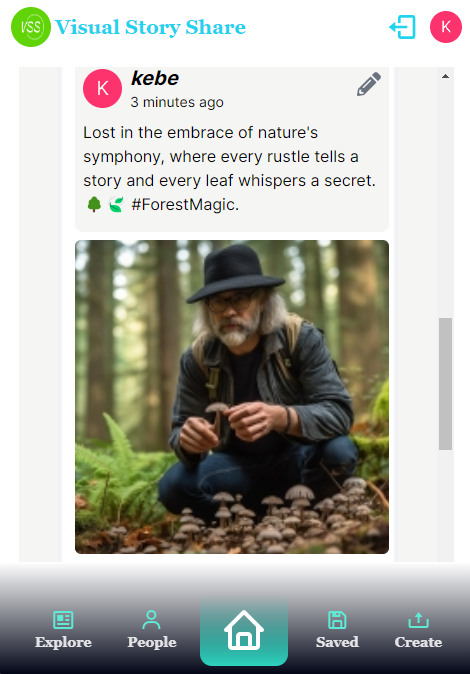 VSS
Visual Story Share
K
K
kebe
3 minutes ago
Lost in the embrace of nature's
symphony, where every rustle tells a
story and every leaf whispers a secret.
🌳 🍃 #ForestMagic.
Explore
People
Saved
Create